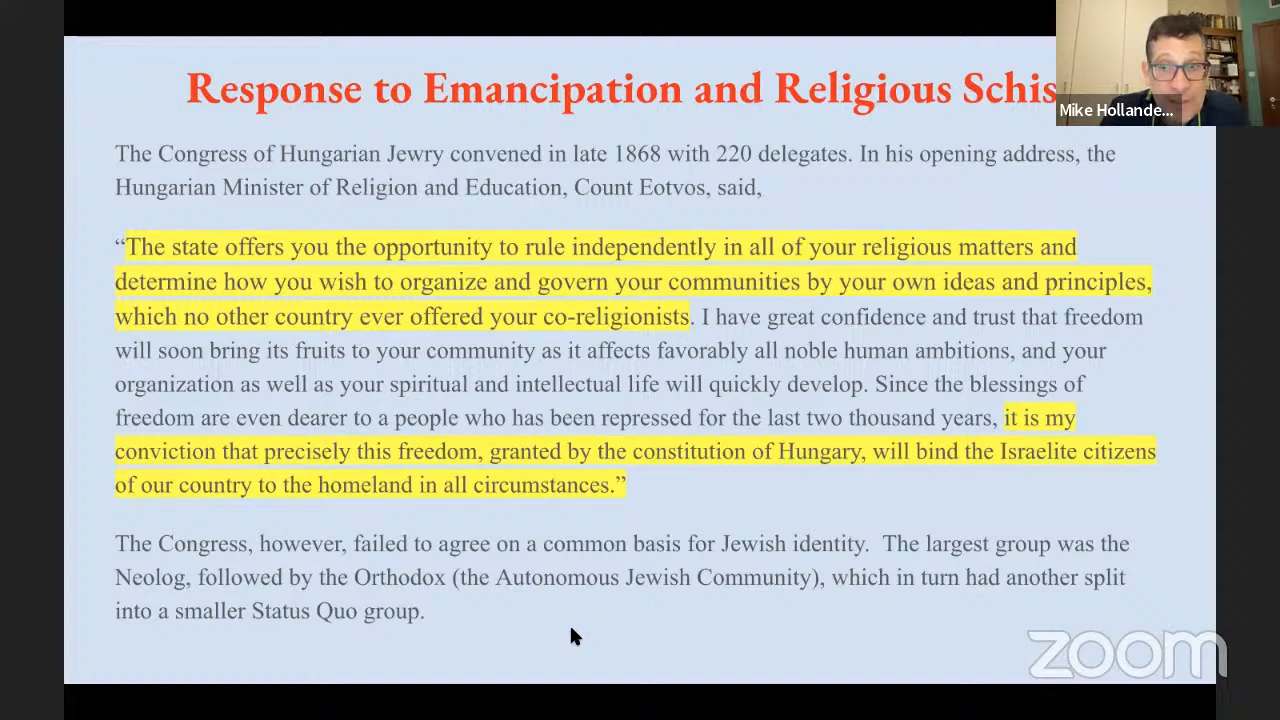 Response to Emancipation and Religious Schis
Mike Hollande...
The Congress of Hungarian Jewry convened in late 1868 with 220 delegates. In his opening address, the
Hungarian Minister of Religion and Education, Count Eotvos, said,
“The state offers you the opportunity to rule independently in all of your religious matters and
determine how you wish to organize and govern your communities by your own ideas and principles,
which no other country ever offered your co-religionists. I have great confidence and trust that freedom
will soon bring its fruits to your community as it affects favorably all noble human ambitions, and your
organization as well as your spiritual and intellectual life will quickly develop. Since the blessings of
freedom are even dearer to a people who has been repressed for the last two thousand years, it is my
conviction that precisely this freedom, granted by the constitution of Hungary, will bind the Israelite citizens
of our country to the homeland in all circumstances.”
The Congress, however, failed to agree on a common basis for Jewish identity.  The largest group was the
Neolog, followed by the Orthodox (the Autonomous Jewish Community), which in turn had another split
into a smaller Status Quo group.
zoom